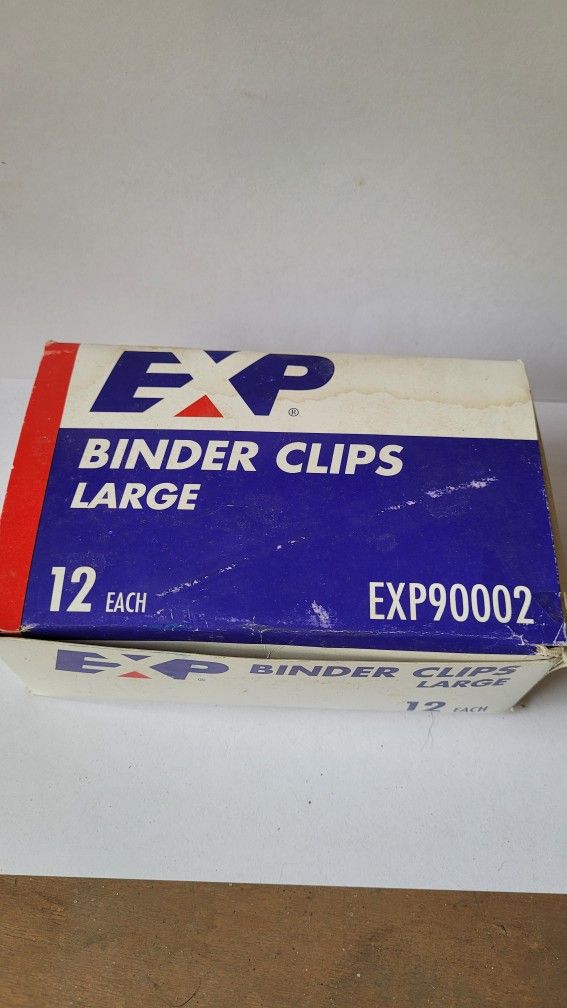 EXP®
BINDER CLIPS
LARGE
12 EACH
EXP90002
EXP® BINDER CLIPS
LARGE
12 EACH